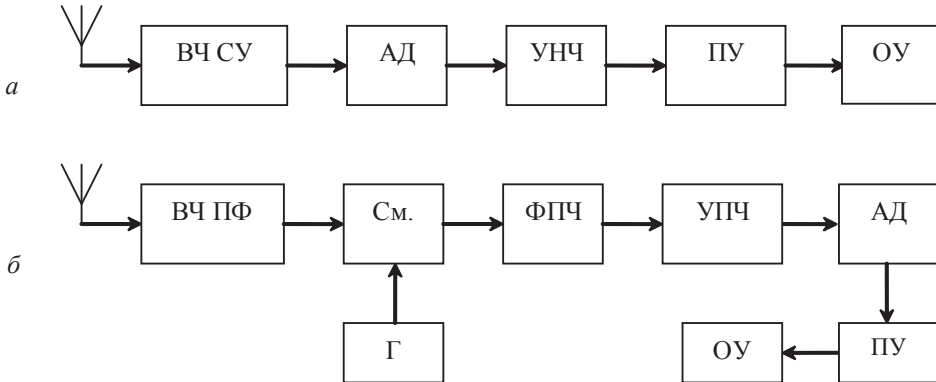 ВЧ СУ АД УНЧ ПУ ОУ
а
ВЧ ПФ См. ФПЧ УПЧ АД
б
Г ОУ ПУ